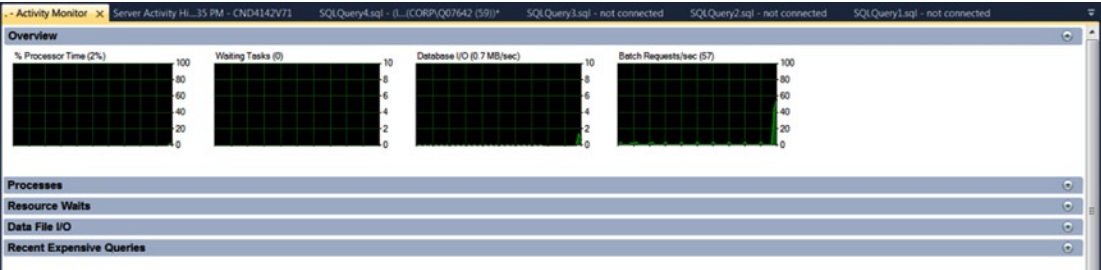 - Activity Monitor X Server Activity Hi...35 PM - CND4142V71 SQLQuery4.sql - (l...(CORP\Q07642 (59))* SQLQuery3.sql - not connected SQLQuery2.sql - not connected SQLQuery1.sql - not connected
Overview
% Processor Time (2%) Waiting Tasks (0) Database I/O (0.7 MB/sec) Batch Requests/sec (57)
100 10 10 100
80 8 8 80
60 6 6 60
40 4 4 40
20 2 2 20
0 0 0 0
Processes
Resource Waits
Data File I/O
Recent Expensive Queries